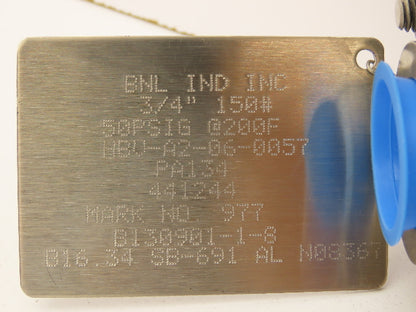 BNL IND INC
3/4" 150#
50PSIG @200F
HBV-A2-06-0057
PA134
441244
MARK NO. 977
B130901-1-6
B16.34 SB-691 AL N08367